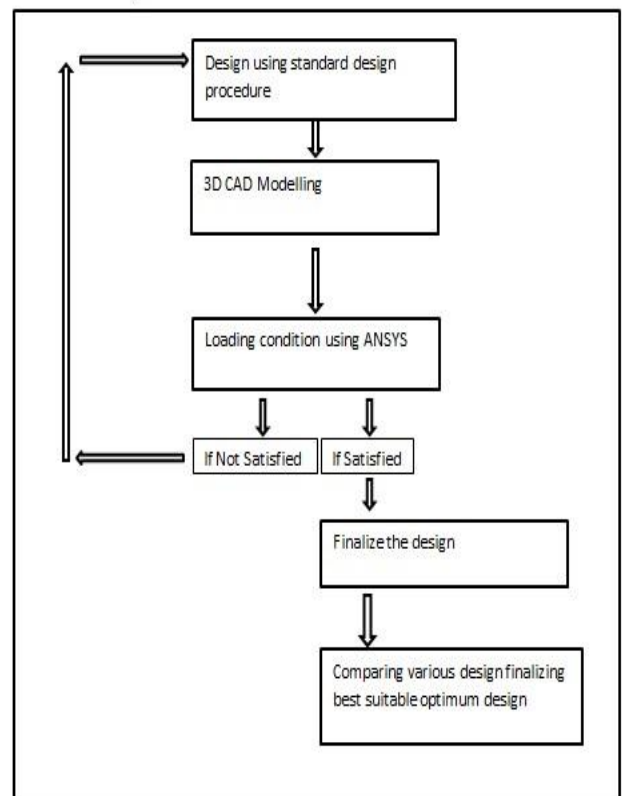 Design using standard design
procedure
3D CAD Modelling
Loading condition using ANSYS
If Not Satisfied
If Satisfied
Finalize the design
Comparing various design finalizing
best suitable optimum design